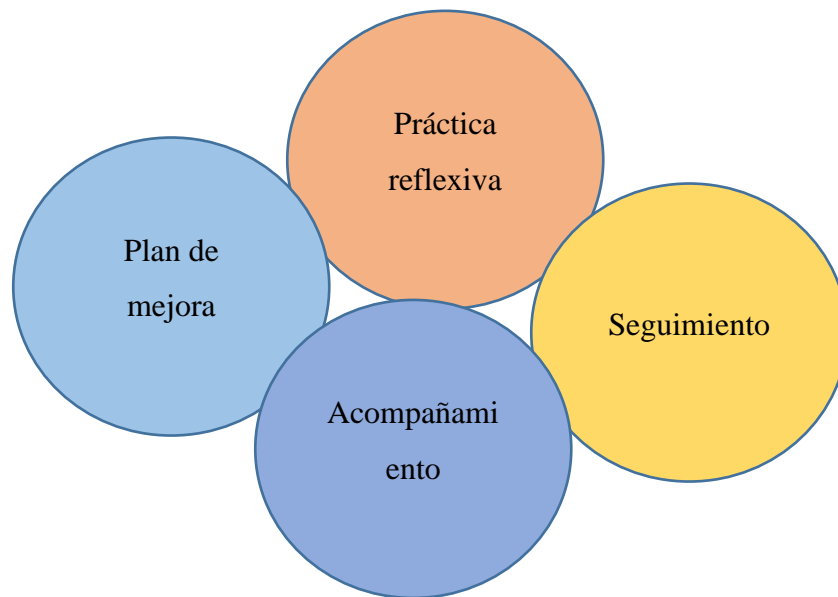 Práctica
reflexiva
Plan de
mejora
Seguimiento
Acompañami
ento